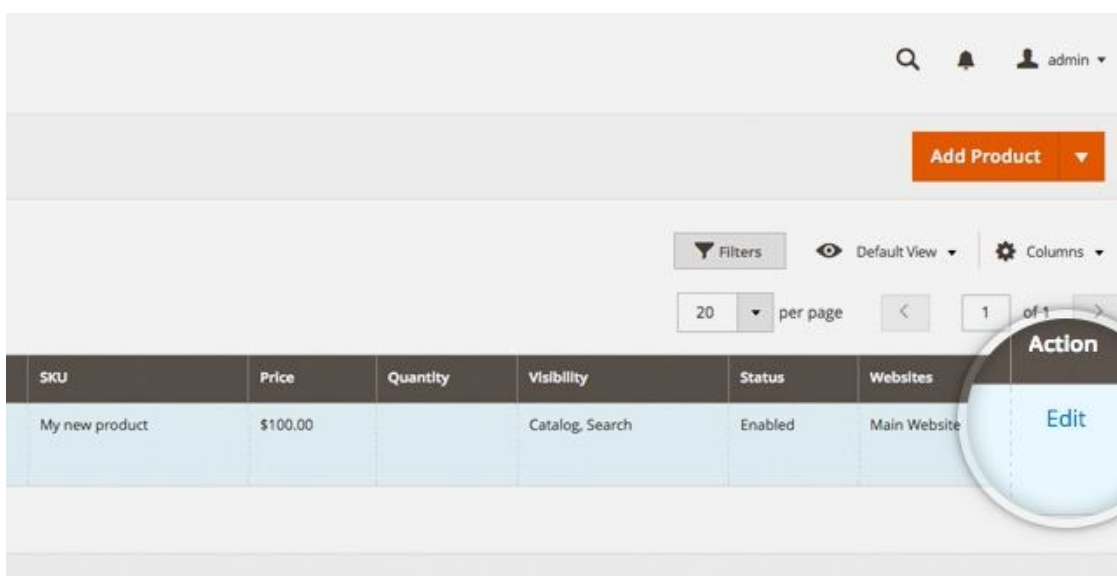 admin
Add Product
Filters Default View Columns
20 per page 1 of 1
SKU Price Quantity Visibility Status Websites Action
My new product $100.00 Catalog, Search Enabled Main Website Edit